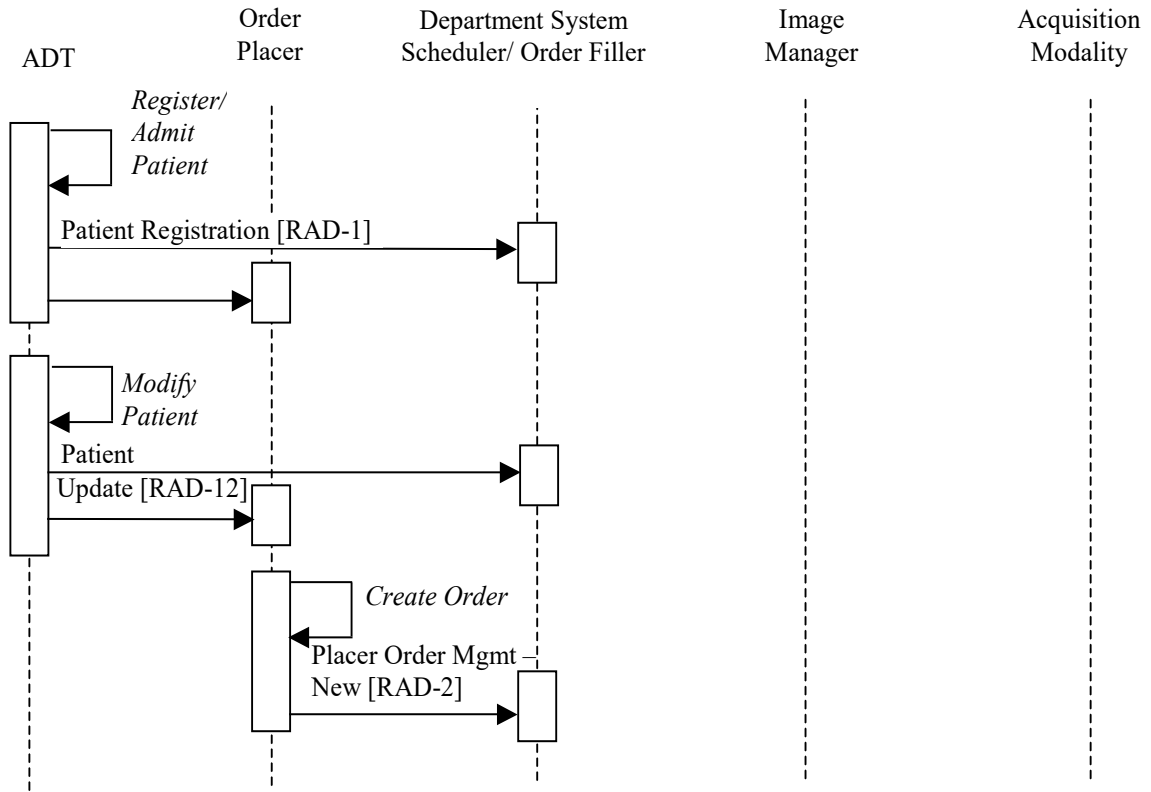 ADT
Order
Placer
Department System
Scheduler/ Order Filler
Image
Manager
Acquisition
Modality
Register/
Admit
Patient
Patient Registration [RAD-1]
Modify
Patient
Patient
Update [RAD-12]
Create Order
Placer Order Mgmt –
New [RAD-2]